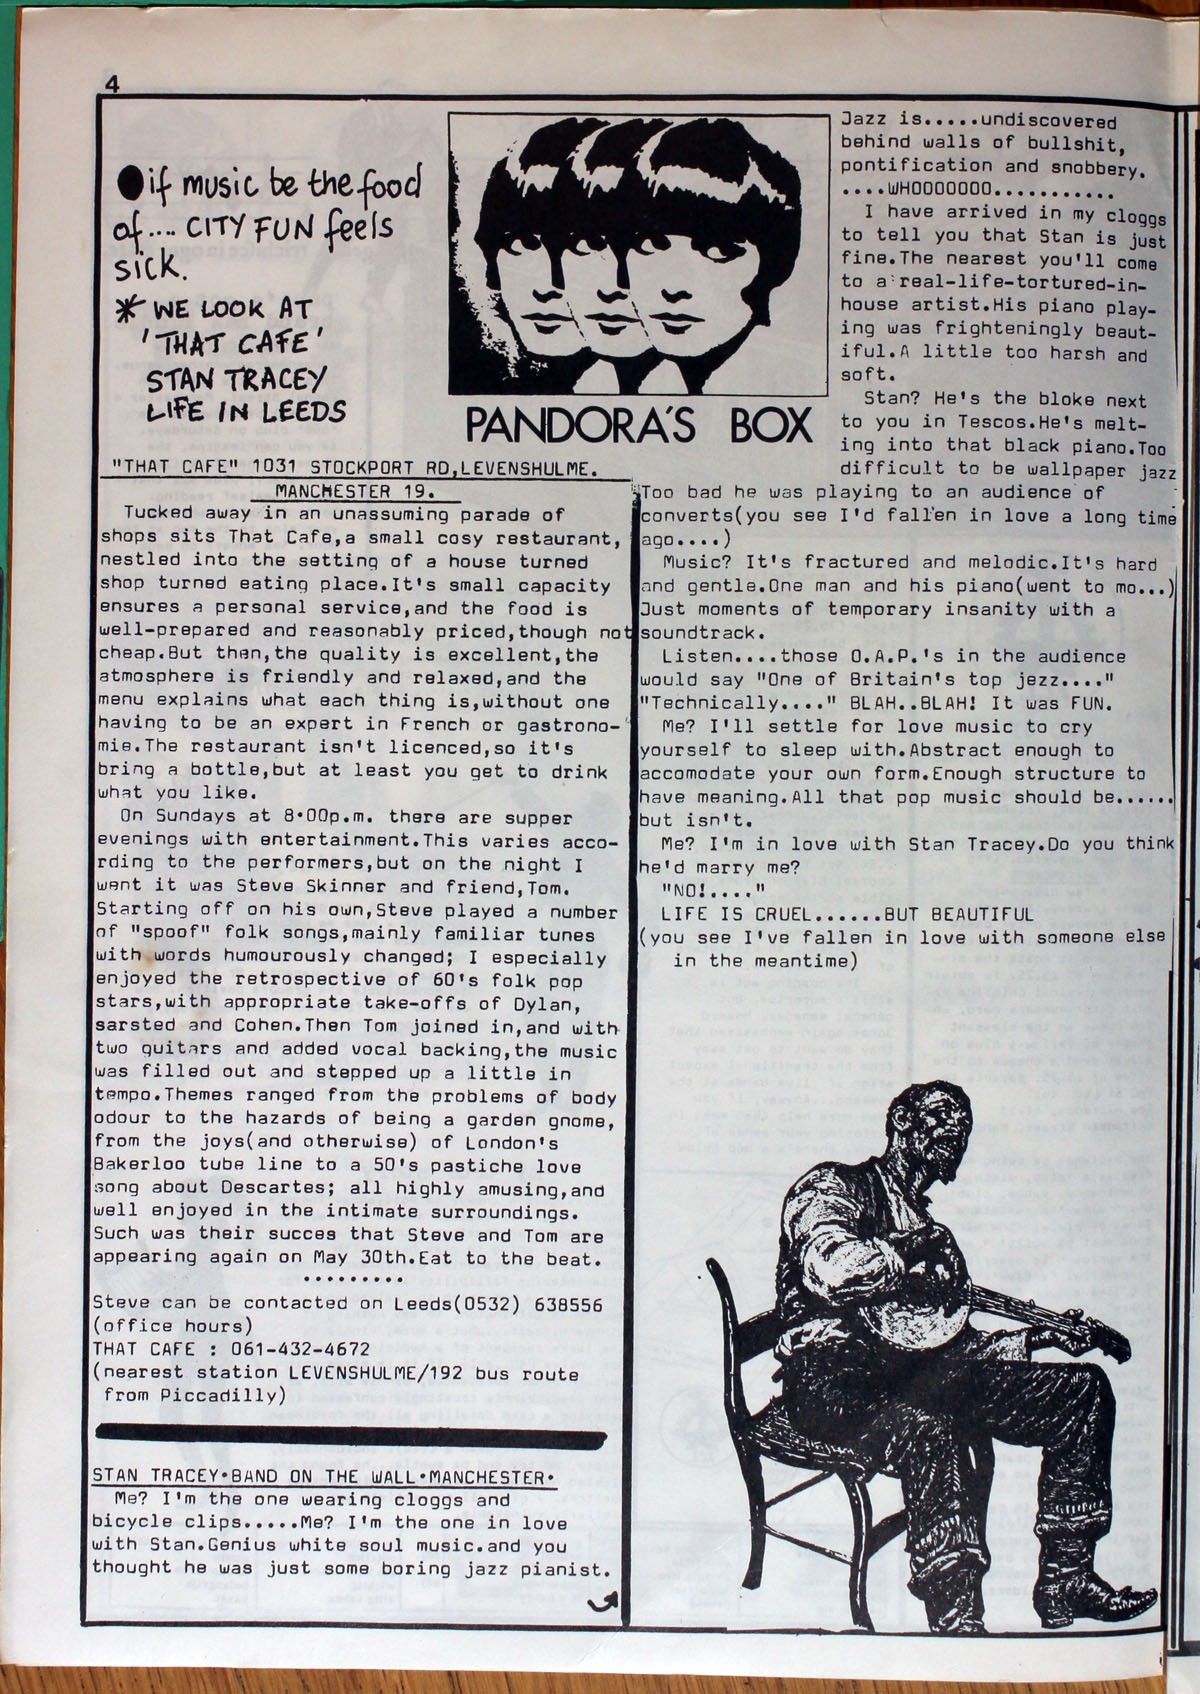 4
●if music be the food
of.... CITY FUN feels
sick.
* WE LOOK AT
'THAT CAFE'
STAN TRACEY
LIFE IN LEEDS
PANDORA'S BOX
"THAT CAFE" 1031 STOCKPORT RD,LEVENSHULME.
MANCHESTER 19.
Tucked away in an unassuming parade of
shops sits That Cafe,a small cosy restaurant,
nestled into the setting of a house turned
shop turned eating place.It's small capacity
ensures a personal service,and the food is
well-prepared and reasonably priced,though not
cheap.But then,the quality is excellent,the
atmosphere is friendly and relaxed,and the
menu explains what each thing is,without one
having to be an expert in French or gastrono-
mie.The restaurant isn't licenced,so it's
bring a bottle,but at least you get to drink
what you like.
On Sundays at 8·00p.m. there are supper
evenings with entertainment.This varies acco-
rding to the performers,but on the night I
went it was Steve Skinner and friend,Tom.
Starting off on his own,Steve played a number
of "spoof" folk songs,mainly familiar tunes
with words humourously changed; I especially
enjoyed the retrospective of 60's folk pop
stars,with appropriate take-offs of Dylan,
sarsted and Cohen.Then Tom joined in,and with
two guitars and added vocal backing,the music
was filled out and stepped up a little in
tempo.Themes ranged from the problems of body
odour to the hazards of being a garden gnome,
from the joys(and otherwise) of London's
Bakerloo tube line to a 50's pastiche love
song about Descartes; all highly amusing,and
well enjoyed in the intimate surroundings.
Such was their succes that Steve and Tom are
appearing again on May 30th.Eat to the beat.
.........
Steve can be contacted on Leeds(0532) 638556
(office hours)
THAT CAFE : 061-432-4672
(nearest station LEVENSHULME/192 bus route
from Piccadilly)
STAN TRACEY·BAND ON THE WALL·MANCHESTER·
Me? I'm the one wearing cloggs and
bicycle clips.....Me? I'm the one in love
with Stan.Genius white soul music.and you
thought he was just some boring jazz pianist.
Jazz is.....undiscovered
behind walls of bullshit,
pontification and snobbery.
....WHOOOOOOO............
I have arrived in my cloggs
to tell you that Stan is just
fine.The nearest you'll come
to a real-life-tortured-in-
house artist.His piano play-
ing was frighteningly beaut-
iful.A little too harsh and
soft.
Stan? He's the bloke next
to you in Tescos.He's melt-
ing into that black piano.Too
difficult to be wallpaper jazz
Too bad he was playing to an audience of
converts(you see I'd fallen in love a long time
ago....)
Music? It's fractured and melodic.It's hard
and gentle.One man and his piano(went to mo...)
Just moments of temporary insanity with a
soundtrack.
Listen....those O.A.P.'s in the audience
would say "One of Britain's top jezz...."
"Technically...." BLAH..BLAH! It was FUN.
Me? I'll settle for love music to cry
yourself to sleep with.Abstract enough to
accomodate your own form.Enough structure to
have meaning.All that pop music should be......
but isn't.
Me? I'm in love with Stan Tracey.Do you think
he'd marry me?
"NO!...."
LIFE IS CRUEL......BUT BEAUTIFUL
(you see I've fallen in love with someone else
in the meantime)